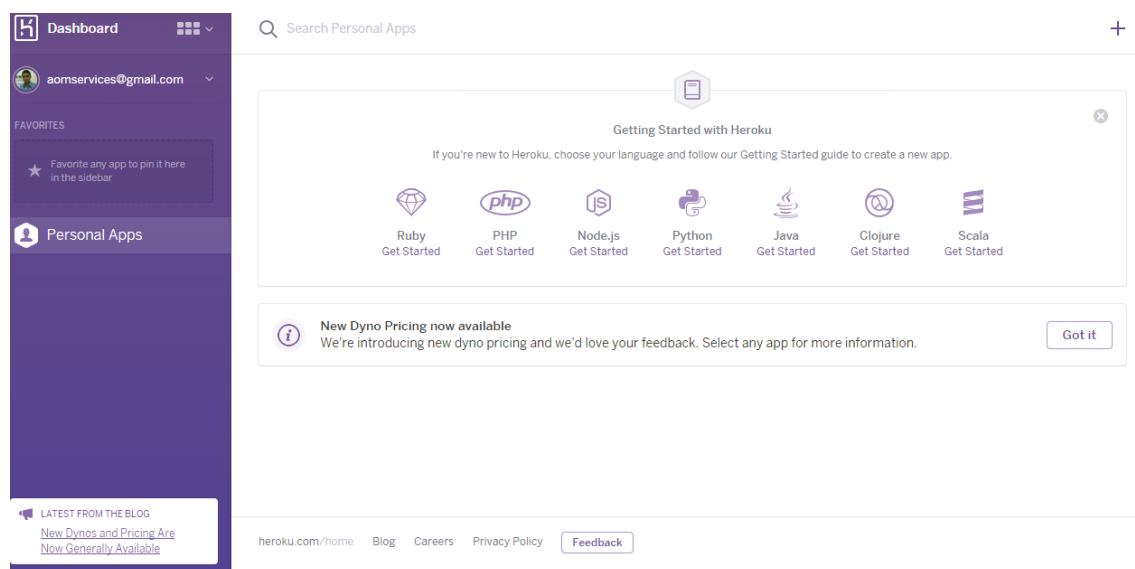 Dashboard
aomservices@gmail.com
FAVORITES
Favorite any app to pin it here
in the sidebar
Personal Apps
LATEST FROM THE BLOG
New Dynos and Pricing Are
Now Generally Available
Search Personal Apps
Getting Started with Heroku
If you're new to Heroku, choose your language and follow our Getting Started guide to create a new app.
php
JS
Ruby PHP Node.js Python Java Clojure Scala
Get Started Get Started Get Started Get Started Get Started Get Started Get Started
New Dyno Pricing now available
We're introducing new dyno pricing and we'd love your feedback. Select any app for more information.
Got it
heroku.com/home Blog Careers Privacy Policy Feedback